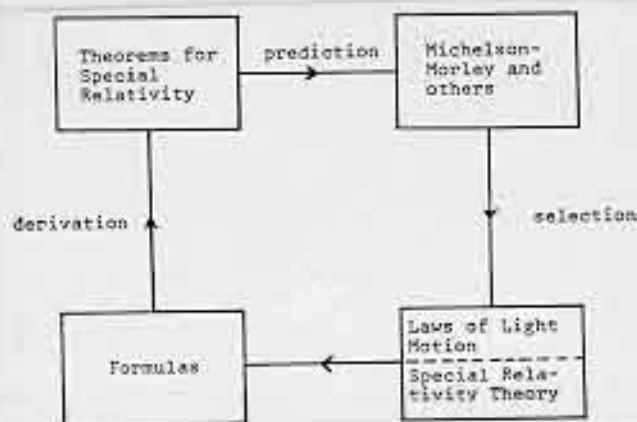 Theorems for
Special
Relativity
prediction
Michelson-
Morley and
others
derivation
selection
Formulas
Laws of Light
Motion
Special Rela-
tivity Theory